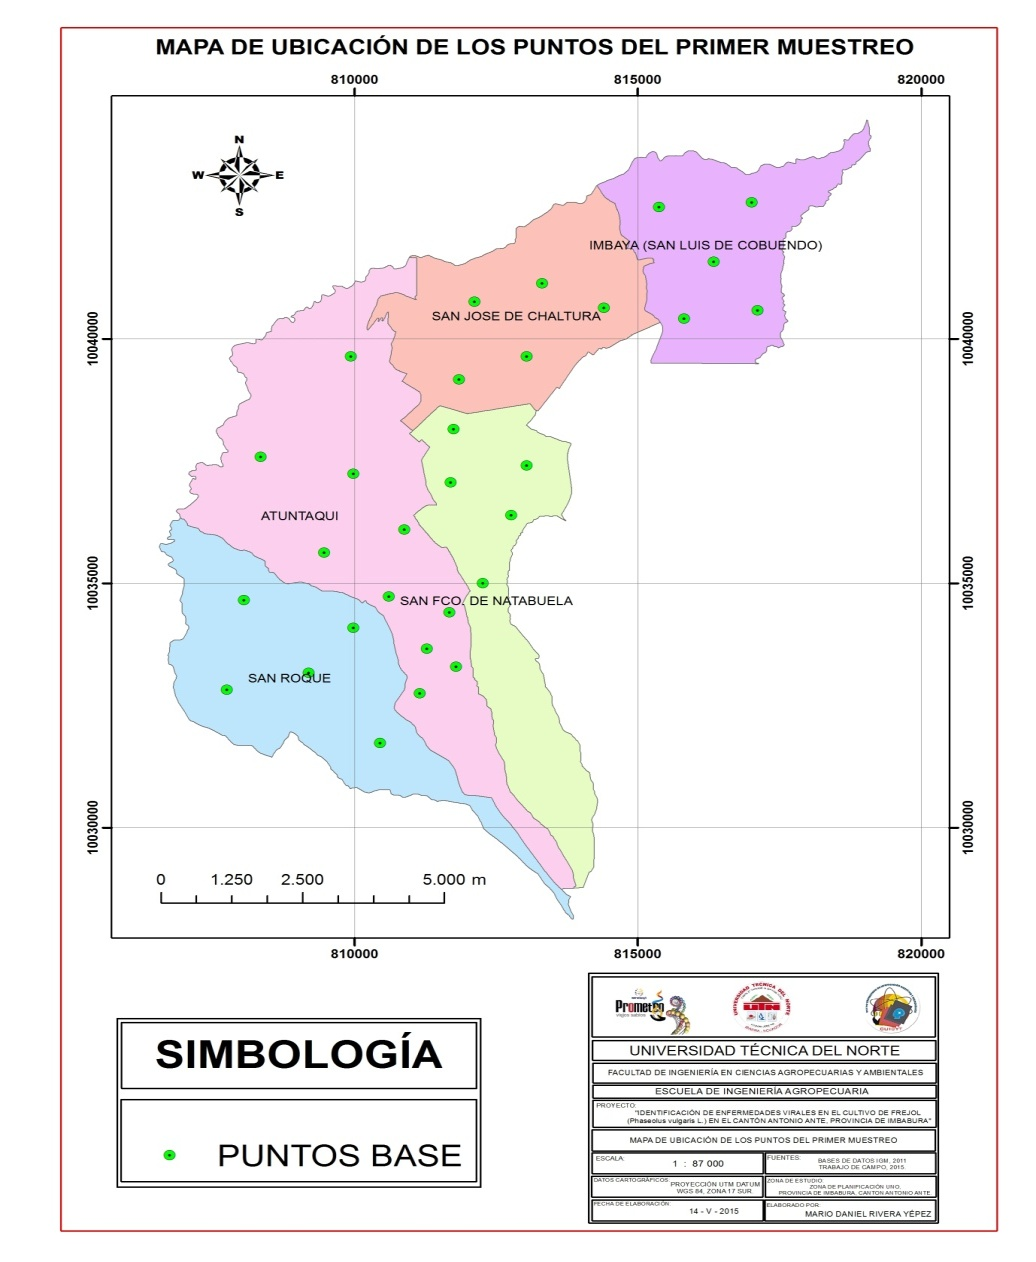 MAPA DE UBICACIÓN DE LOS PUNTOS DEL PRIMER MUESTREO
810000 815000 820000
N
W E
S
IMBAYA (SAN LUIS DE COBUENDO)
SAN JOSE DE CHALTURA
10040000 10040000
ATUNTAQUI
10035000 10035000
SAN FCO. DE NATABUELA
SAN ROQUE
10030000 10030000
0 1.250 2.500 5.000 m
810000 815000 820000
SIMBOLOGÍA
PUNTOS BASE
Prometeo
UNIVERSIDAD TÉCNICA DEL NORTE
UTN
UNIVERSIDAD TÉCNICA DEL NORTE
FACULTAD DE INGENIERÍA EN CIENCIAS AGROPECUARIAS Y AMBIENTALES
ESCUELA DE INGENIERÍA AGROPECUARIA
PROYECTO:
"IDENTIFICACIÓN DE ENFERMEDADES VIRALES EN EL CULTIVO DE FREJOL
(Phaseolus vulgaris L.) EN EL CANTÓN ANTONIO ANTE, PROVINCIA DE IMBABURA"
MAPA DE UBICACIÓN DE LOS PUNTOS DEL PRIMER MUESTREO
ESCALA:
1 : 87 000
FUENTES:
BASES DE DATOS IGM, 2011
TRABAJO DE CAMPO, 2015.
DATOS CARTOGRÁFICOS:
PROYECCIÓN UTM DATUM
WGS 84, ZONA 17 SUR
ZONA DE ESTUDIO:
ZONA DE PLANIFICACIÓN UNO,
PROVINCIA DE IMBABURA, CANTON ANTONIO ANTE
FECHA DE ELABORACIÓN:
14 - V - 2015
ELABORADO POR:
MARIO DANIEL RIVERA YÉPEZ